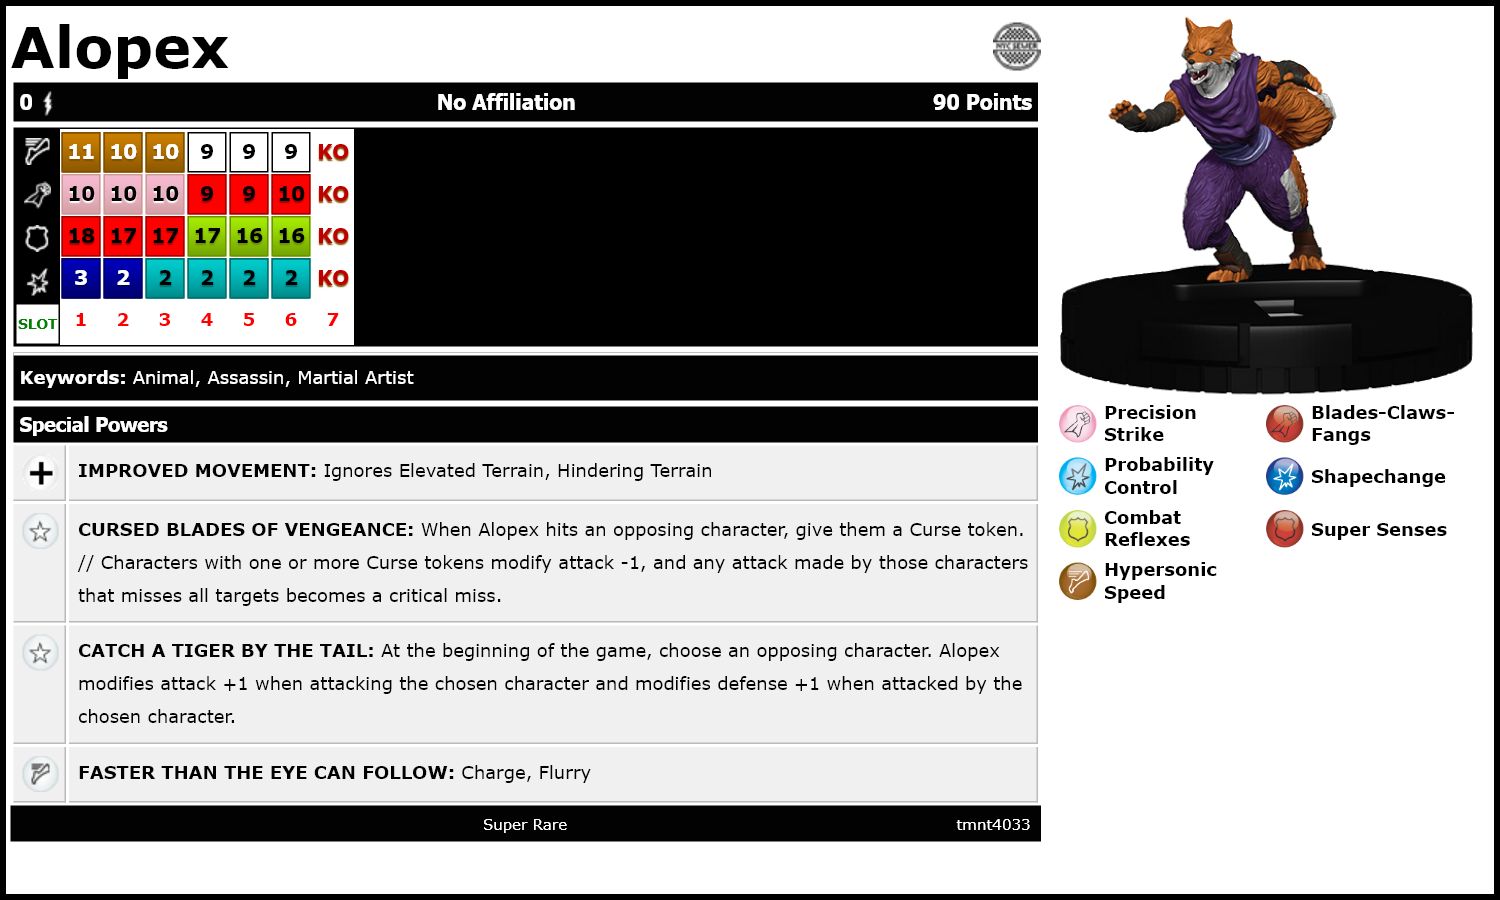 Alopex
NYC SEWER
0 No Affiliation 90 Points
11 10 10 9 9 9 KO
10 10 10 9 9 10 KO
18 17 17 17 16 16 KO
3 2 2 2 2 2 KO
SLOT 1 2 3 4 5 6 7
Keywords: Animal, Assassin, Martial Artist
Special Powers
IMPROVED MOVEMENT: Ignores Elevated Terrain, Hindering Terrain
CURSED BLADES OF VENGEANCE: When Alopex hits an opposing character, give them a Curse token.
// Characters with one or more Curse tokens modify attack -1, and any attack made by those characters
that misses all targets becomes a critical miss.
CATCH A TIGER BY THE TAIL: At the beginning of the game, choose an opposing character. Alopex
modifies attack +1 when attacking the chosen character and modifies defense +1 when attacked by the
chosen character.
FASTER THAN THE EYE CAN FOLLOW: Charge, Flurry
Super Rare tmnt4033
Precision
Strike
Blades-Claws-
Fangs
Probability
Control
Shapechange
Combat
Reflexes
Super Senses
Hypersonic
Speed